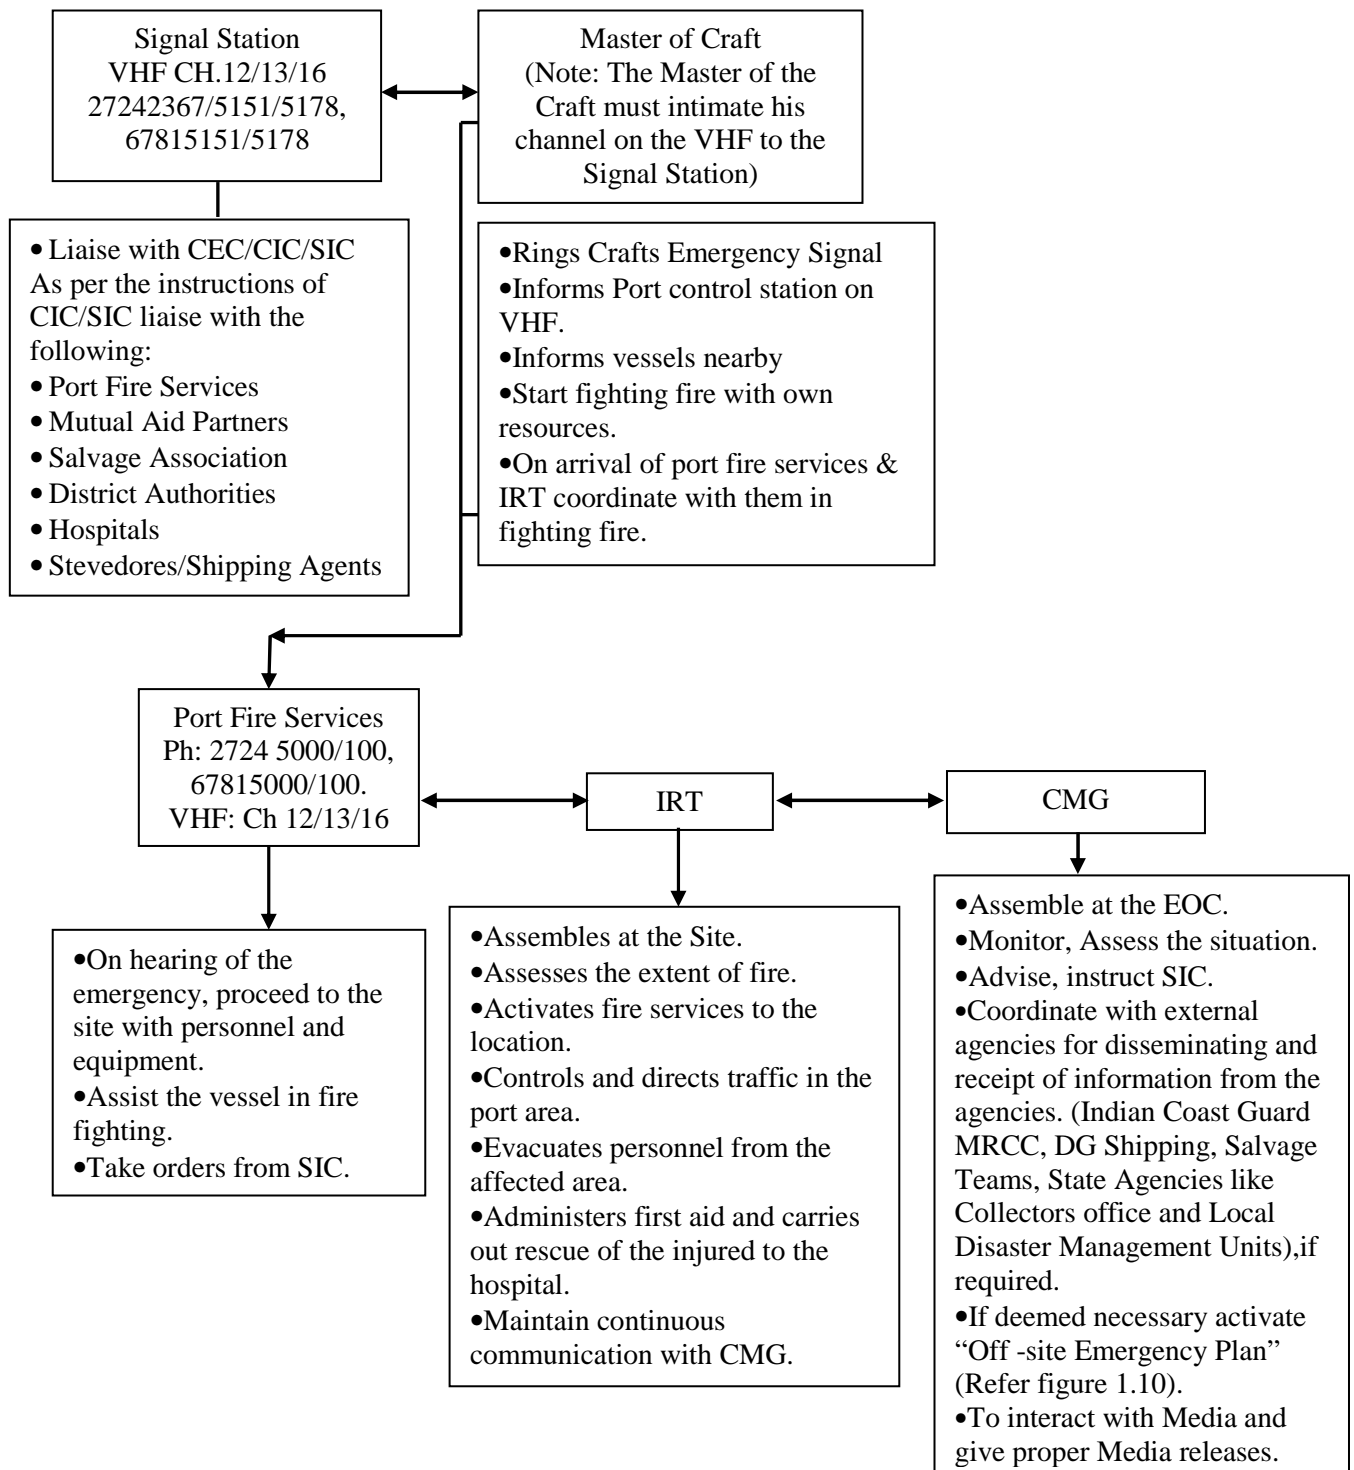 Signal Station
VHF CH.12/13/16
27242367/5151/5178,
67815151/5178
Master of Craft
(Note: The Master of the
Craft must intimate his
channel on the VHF to the
Signal Station)
• Liaise with CEC/CIC/SIC
As per the instructions of
CIC/SIC liaise with the
following:
• Port Fire Services
• Mutual Aid Partners
• Salvage Association
• District Authorities
• Hospitals
• Stevedores/Shipping Agents
•Rings Crafts Emergency Signal
•Informs Port control station on
VHF.
•Informs vessels nearby
•Start fighting fire with own
resources.
•On arrival of port fire services &
IRT coordinate with them in
fighting fire.
Port Fire Services
Ph: 2724 5000/100,
67815000/100.
VHF: Ch 12/13/16
IRT
CMG
•On hearing of the
emergency, proceed to the
site with personnel and
equipment.
•Assist the vessel in fire
fighting.
•Take orders from SIC.
•Assembles at the Site.
•Assesses the extent of fire.
•Activates fire services to the
location.
•Controls and directs traffic in the
port area.
•Evacuates personnel from the
affected area.
•Administers first aid and carries
out rescue of the injured to the
hospital.
•Maintain continuous
communication with CMG.
•Assemble at the EOC.
•Monitor, Assess the situation.
•Advise, instruct SIC.
•Coordinate with external
agencies for disseminating and
receipt of information from the
agencies. (Indian Coast Guard
MRCC, DG Shipping, Salvage
Teams, State Agencies like
Collectors office and Local
Disaster Management Units),if
required.
•If deemed necessary activate
“Off -site Emergency Plan”
(Refer figure 1.10).
•To interact with Media and
give proper Media releases.